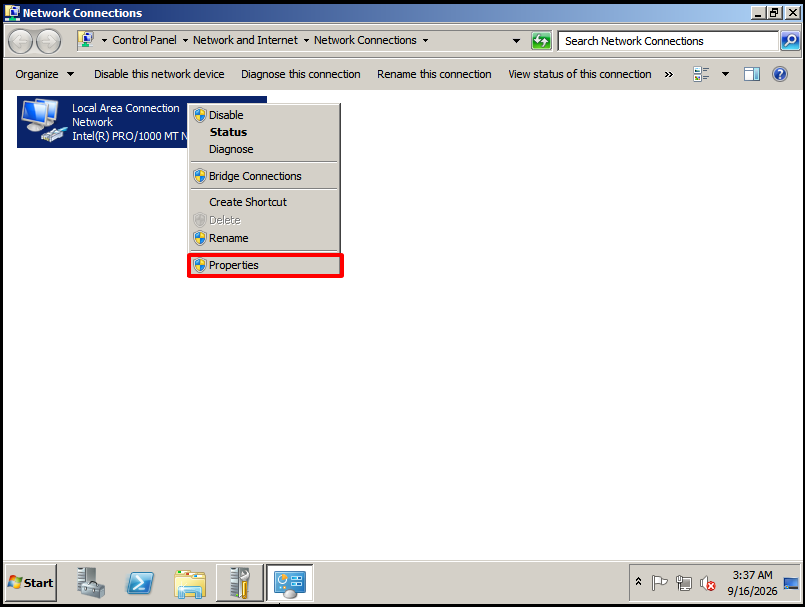 Network Connections
Control Panel Network and Internet Network Connections
Search Network Connections
Organize Disable this network device Diagnose this connection Rename this connection View status of this connection »
Local Area Connection
Network
Intel(R) PRO/1000 MT N
Disable
Status
Diagnose
Bridge Connections
Create Shortcut
Delete
Rename
Properties
Start
3:37 AM
9/16/2026